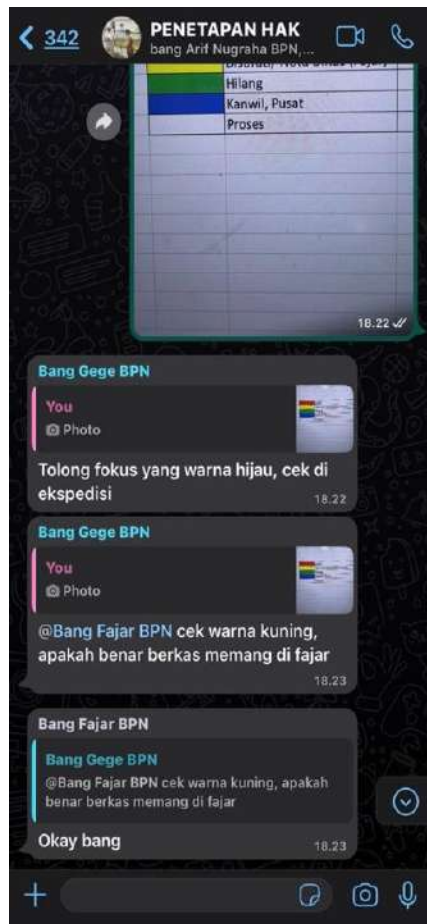 342
PENETAPAN HAK
bang Arif Nugraha BPN,...
Hilang
Kanwil, Pusat
Proses
18.22
Bang Gege BPN
You
Photo
Tolong fokus yang warna hijau, cek di
ekspedisi
18.22
Bang Gege BPN
You
Photo
@Bang Fajar BPN cek warna kuning,
apakah benar berkas memang di fajar
18.23
Bang Fajar BPN
Bang Gege BPN
@Bang Fajar BPN cek warna kuning, apakah
benar berkas memang di fajar
Okay bang
18.23